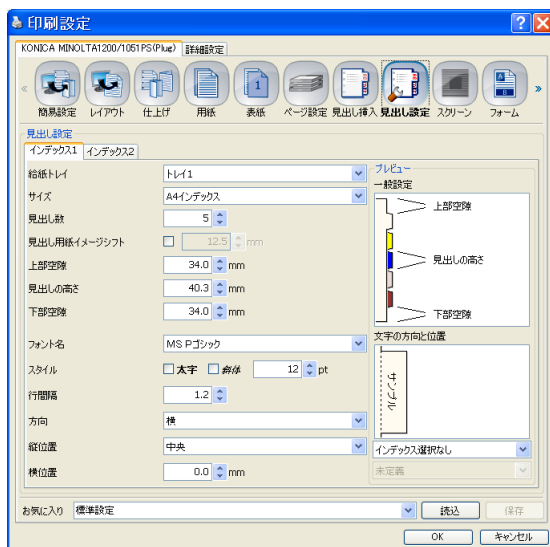 印刷設定
KONICA MINOLTA1200/1051PS(Plug) 詳細設定
簡易設定 レイアウト 仕上げ 用紙 表紙 ページ設定 見出し挿入 見出し設定 スクリーン フォーム
見出し設定
インデックス1 インデックス2
給紙トレイ トレイ1
サイズ A4インデックス
見出し数 5
見出し用紙イメージシフト 12.5 mm
上部空隙 34.0 mm
見出しの高さ 40.3 mm
下部空隙 34.0 mm
フォント名 MS Pゴシック
スタイル 太字 斜体 12 pt
行間隔 1.2
方向 横
縦位置 中央
横位置 0.0 mm
プレビュー
一般設定
上部空隙
見出しの高さ
下部空隙
文字の方向と位置
サンプル
インデックス選択なし
未定義
お気に入り 標準設定 読込 保存
OK キャンセル